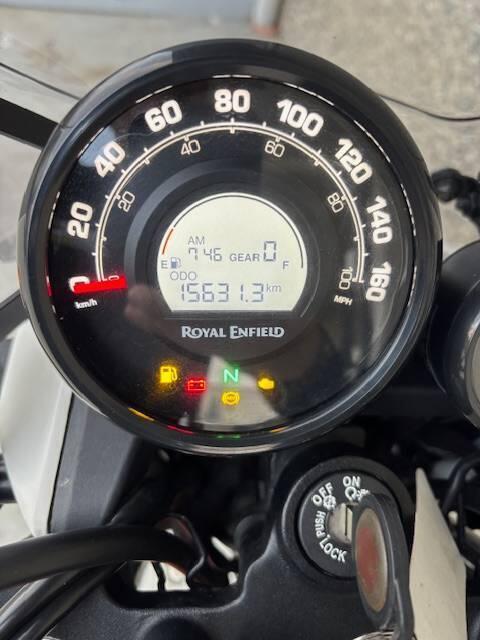 0 20 40 60 80 100 120 140 160
0 20 40 60 80 100
km/h
MPH
AM
7 46 GEAR 0
E F
ODO
15631.3 km
ROYAL ENFIELD
N
ABS
ON
OFF
PUSH
LOCK